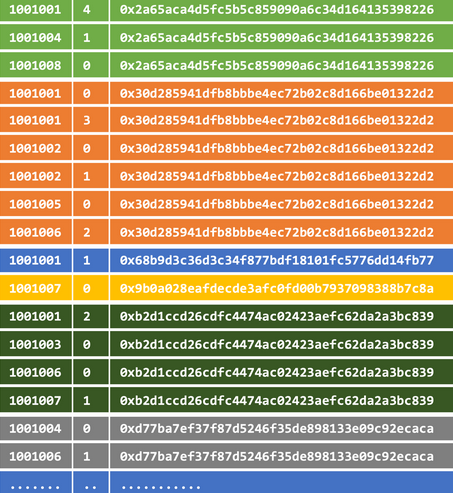 1001001 4 0x2a65aca4d5fc5b5c859090a6c34d164135398226
1001004 1 0x2a65aca4d5fc5b5c859090a6c34d164135398226
1001008 0 0x2a65aca4d5fc5b5c859090a6c34d164135398226
1001001 0 0x30d285941dfb8bbbe4ec72b02c8d166be01322d2
1001001 3 0x30d285941dfb8bbbe4ec72b02c8d166be01322d2
1001002 0 0x30d285941dfb8bbbe4ec72b02c8d166be01322d2
1001002 1 0x30d285941dfb8bbbe4ec72b02c8d166be01322d2
1001005 0 0x30d285941dfb8bbbe4ec72b02c8d166be01322d2
1001006 2 0x30d285941dfb8bbbe4ec72b02c8d166be01322d2
1001001 1 0x68b9d3c36d3c34f877bdf18101fc5776dd14fb77
1001007 0 0x9b0a028eafdecde3afc0fd00b7937098388b7c8a
1001001 2 0xb2d1ccd26cdfc4474ac02423aefc62da2a3bc839
1001003 0 0xb2d1ccd26cdfc4474ac02423aefc62da2a3bc839
1001006 0 0xb2d1ccd26cdfc4474ac02423aefc62da2a3bc839
1001007 1 0xb2d1ccd26cdfc4474ac02423aefc62da2a3bc839
1001004 0 0xd77ba7ef37f87d5246f35de898133e09c92ecaca
1001006 1 0xd77ba7ef37f87d5246f35de898133e09c92ecaca
....... .. ...........